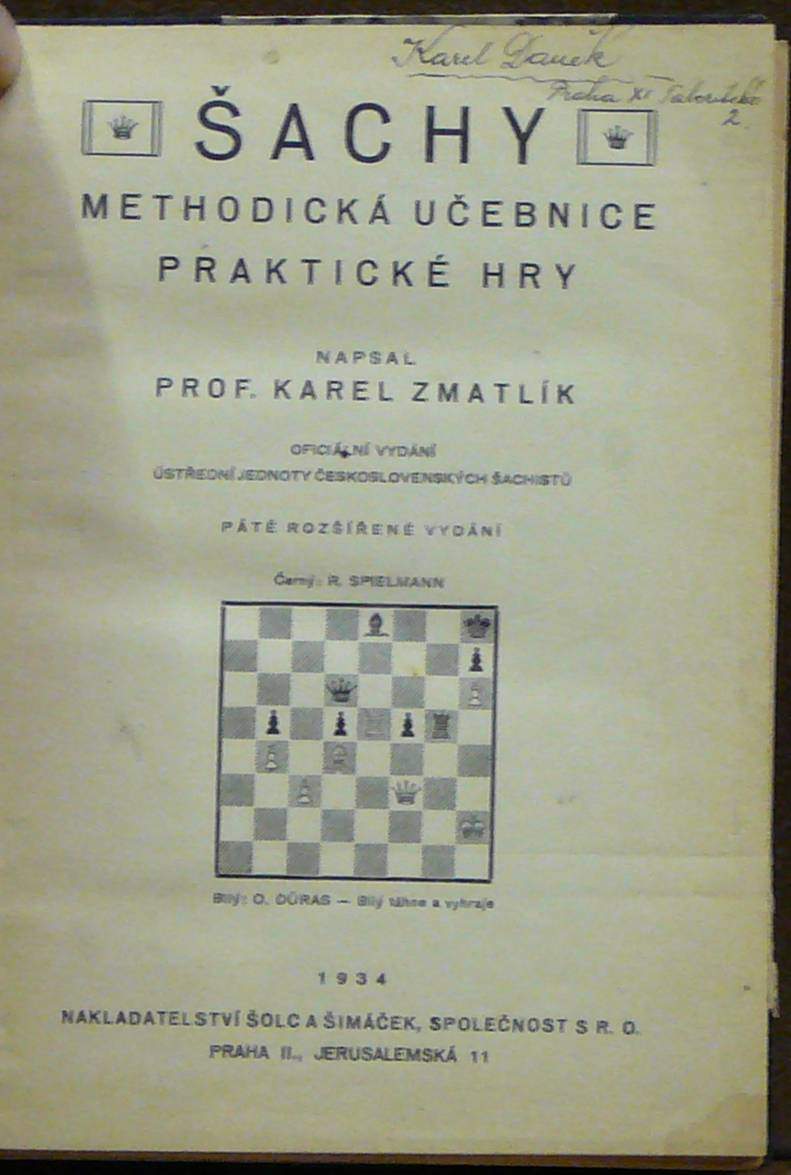 Karel Daněk
Praha XI Táboritská
2.
ŠACHY
METHODICKÁ UČEBNICE
PRAKTICKÉ HRY
NAPSAL
PROF. KAREL ZMATLÍK
OFICIÁLNÍ VYDÁNÍ
ÚSTŘEDNÍ JEDNOTY ČESKOSLOVENSKÝCH ŠACHISTŮ
PÁTÉ ROZŠÍŘENÉ VYDÁNÍ
Černý: R. SPIELMANN
Bílý: O. DURAS — Bílý táhne a vyhraje
1934
NAKLADATELSTVÍ ŠOLC A ŠIMÁČEK, SPOLEČNOST S R. O.
PRAHA II., JERUSALEMSKÁ 11